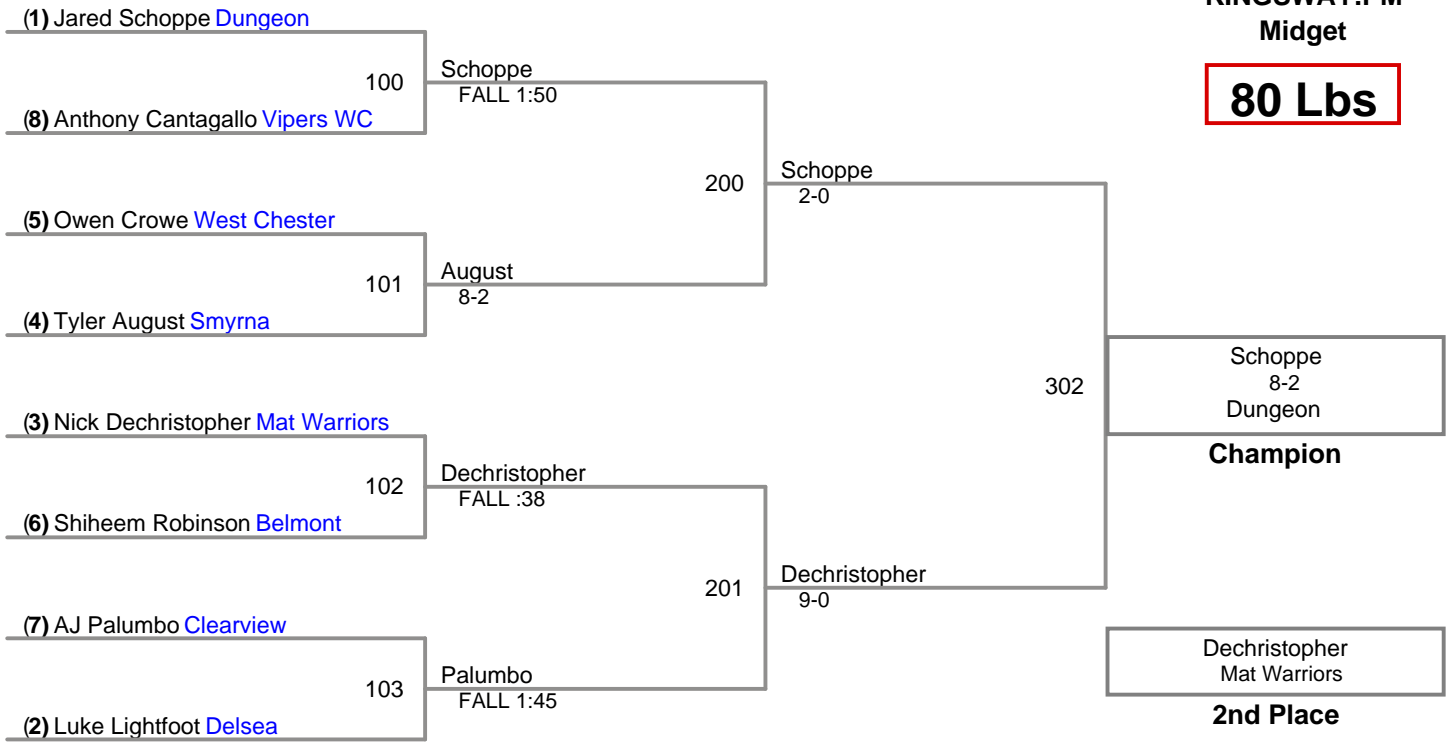 (1) Jared Schoppe Dungeon
Midget
100
Schoppe
FALL 1:50
80 Lbs
(8) Anthony Cantagallo Vipers WC
200
Schoppe
2-0
(5) Owen Crowe West Chester
101
August
8-2
(4) Tyler August Smyrna
302
Schoppe
8-2
Dungeon
Champion
(3) Nick Dechristopher Mat Warriors
102
Dechristopher
FALL :38
(6) Shiheem Robinson Belmont
201
Dechristopher
9-0
(7) AJ Palumbo Clearview
103
Palumbo
FALL 1:45
Dechristopher
Mat Warriors
2nd Place
(2) Luke Lightfoot Delsea